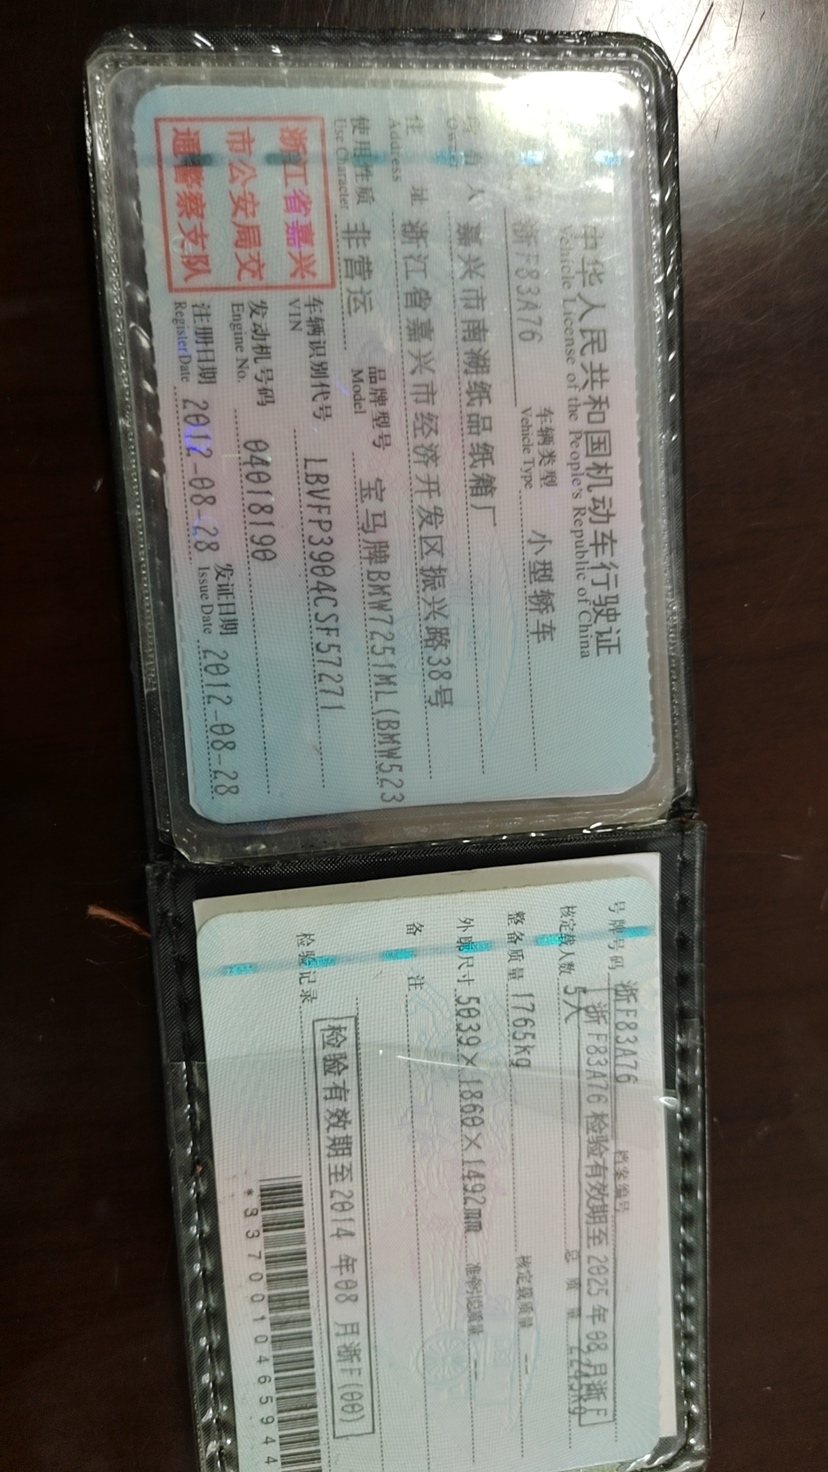 中华人民共和国机动车行驶证
Vehicle License of the People's Republic of China
浙F83A76
车辆类型 小型轿车
Vehicle Type
所有人 嘉兴市南湖纸品纸箱厂
住址 浙江省嘉兴市经济开发区振兴路38号
Address
使用性质 非营运
Use Character
品牌型号 宝马牌BMW7251ML(BMW523
Model
浙江省嘉兴
市公安局交
通警察支队
车辆识别代号 LBVFP3904CSF57271
VIN
发动机号码 04018190
Engine No.
注册日期 2012-08-28
Register Date
发证日期 2012-08-28
Issue Date
号牌号码 浙F83A76
档案编号
浙F83A76 检验有效期至 2025 年 08 月浙F
核定载人数 5人
总质量
整备质量 1765kg
核定载质量 --
外廓尺寸 5039×1860×1492mm
准牵引总质量 --
备注
检验记录
检验有效期至2014 年08 月浙F(00)
*3370010465944